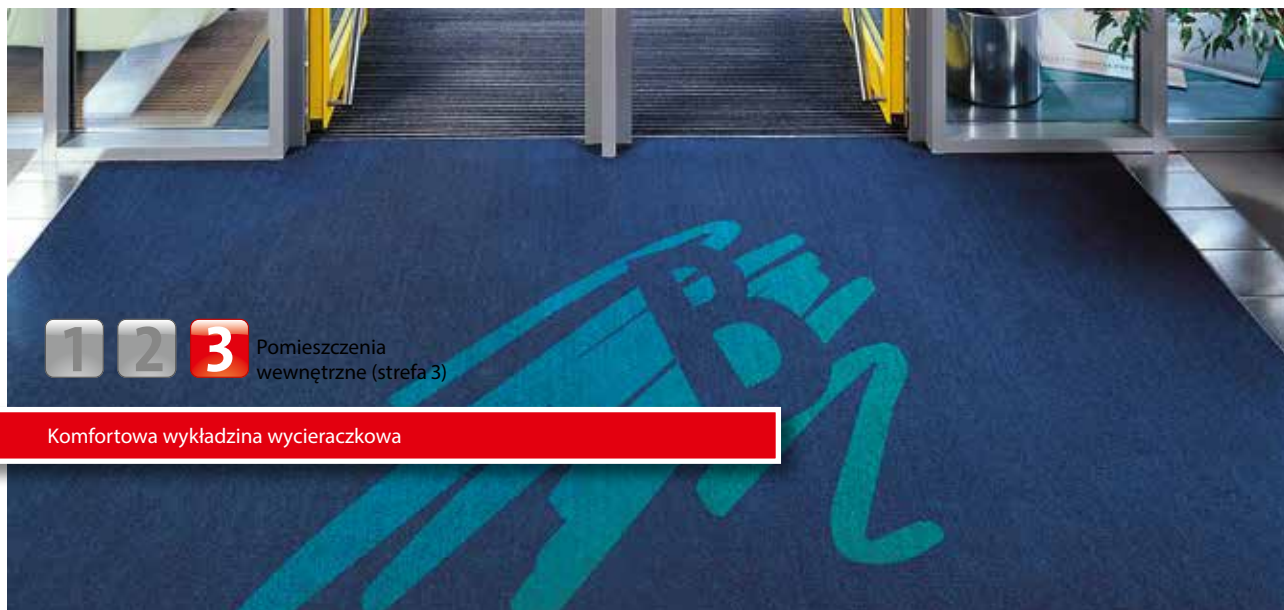 1 2 3 Pomieszczenia
wewnętrzne (strefa 3)
Komfortowa wykładzina wycieraczkowa